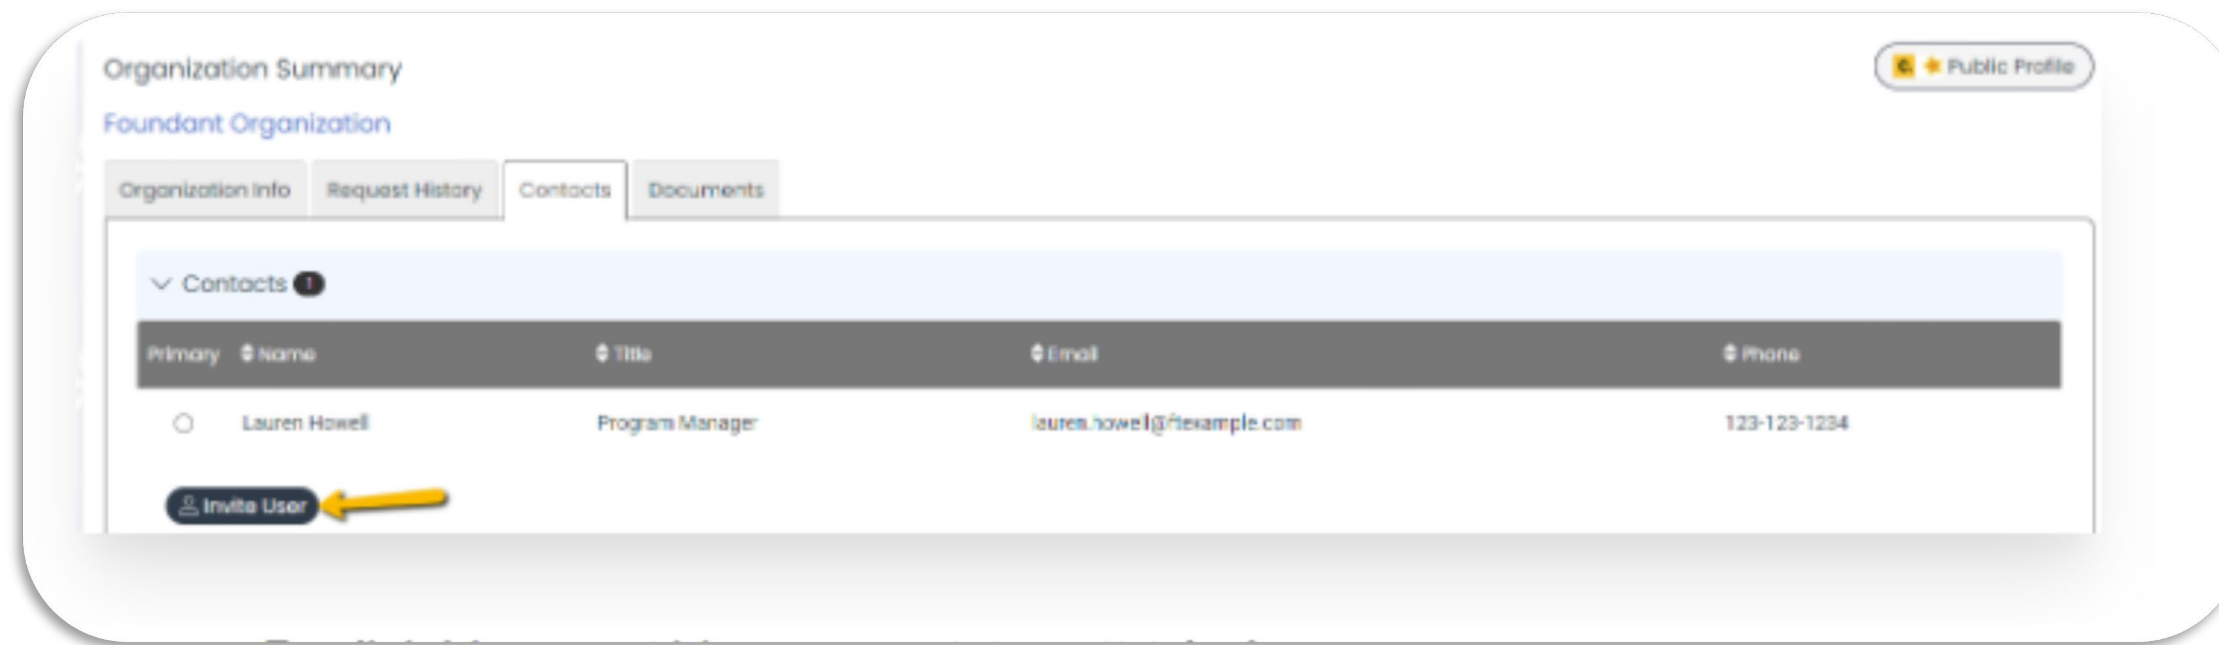 Organization Summary
Public Profile
Foundant Organization
Organization Info Request History Contacts Documents
Contacts 1
Primary Name Title Email Phone
Lauren Howell Program Manager lauren.howell@ftexample.com 123-123-1234
Invite User